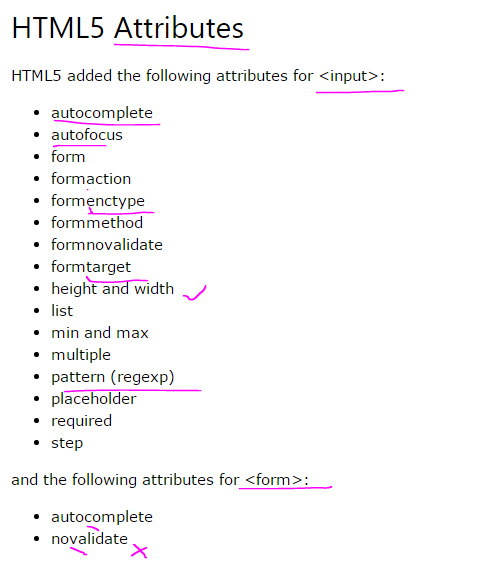 HTML5 Attributes
HTML5 added the following attributes for <input>:
• autocomplete
• autofocus
• form
• formaction
• formenctype
• formmethod
• formnovalidate
• formtarget
• height and width
• list
• min and max
• multiple
• pattern (regexp)
• placeholder
• required
• step
and the following attributes for <form>:
• autocomplete
• novalidate